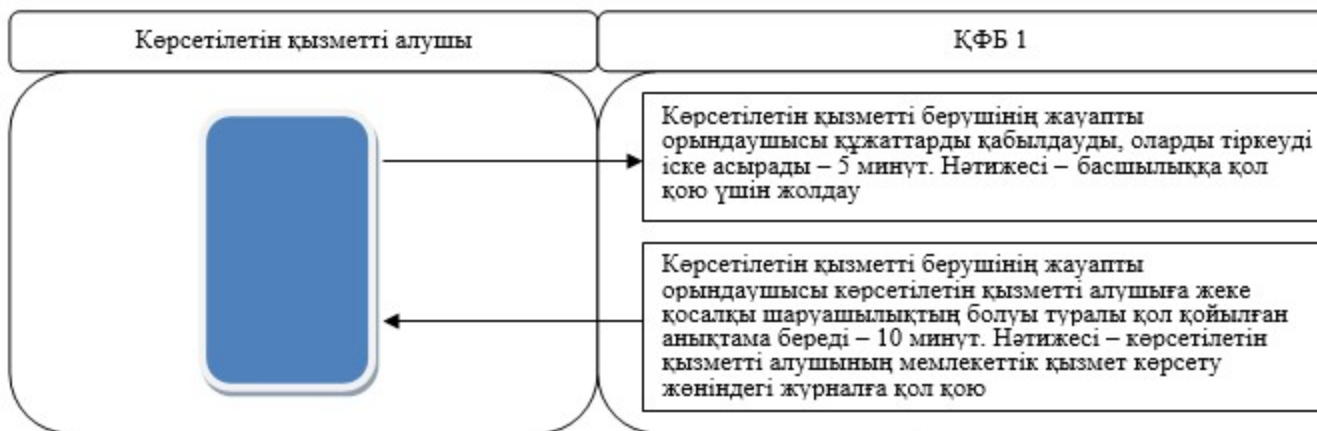 Көрсетілетін қызметті алушы
ҚФБ 1
Көрсетілетін қызметті берушінің жауапты
орындаушысы құжаттарды қабылдауды, оларды тіркеуді
іске асырады – 5 минут. Нәтижесі – басшылыққа қол
қою үшін жолдау
Көрсетілетін қызметті берушінің жауапты
орындаушысы көрсетілетін қызметті алушыға жеке
қосалқы шаруашылықтың болуы туралы қол қойылған
анықтама береді – 10 минут. Нәтижесі – көрсетілетін
қызметті алушының мемлекеттік қызмет көрсету
жөніндегі журналға қол қою